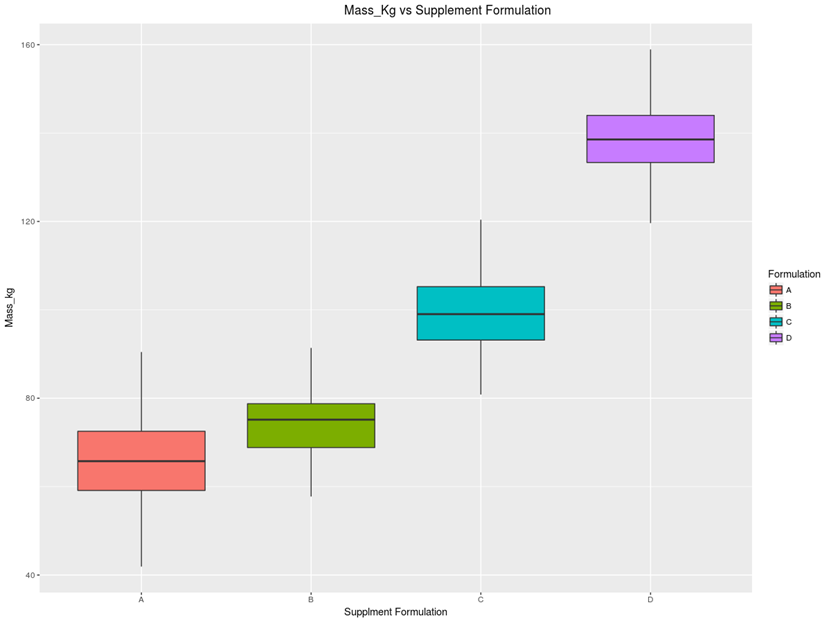 Mass_Kg vs Supplement Formulation
160
120
80
40
Mass_kg
A
B
C
D
Supplment Formulation
Formulation
A
B
C
D